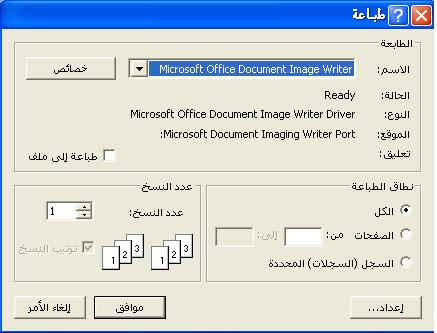 طباعة
الطابعة
الاسم: Microsoft Office Document Image Writer خصائص
الحالة: Ready
النوع: Microsoft Office Document Image Writer Driver
الموقع: Microsoft Document Imaging Writer Port:
تعليق: طباعة إلى ملف
نطاق الطباعة
الكل
الصفحات من: إلى:
السجل (السجلات) المحددة
عدد النسخ
عدد النسخ: 1
1 2 3 1 2 3 ترتيب النسخ
إعداد... موافق إلغاء الأمر